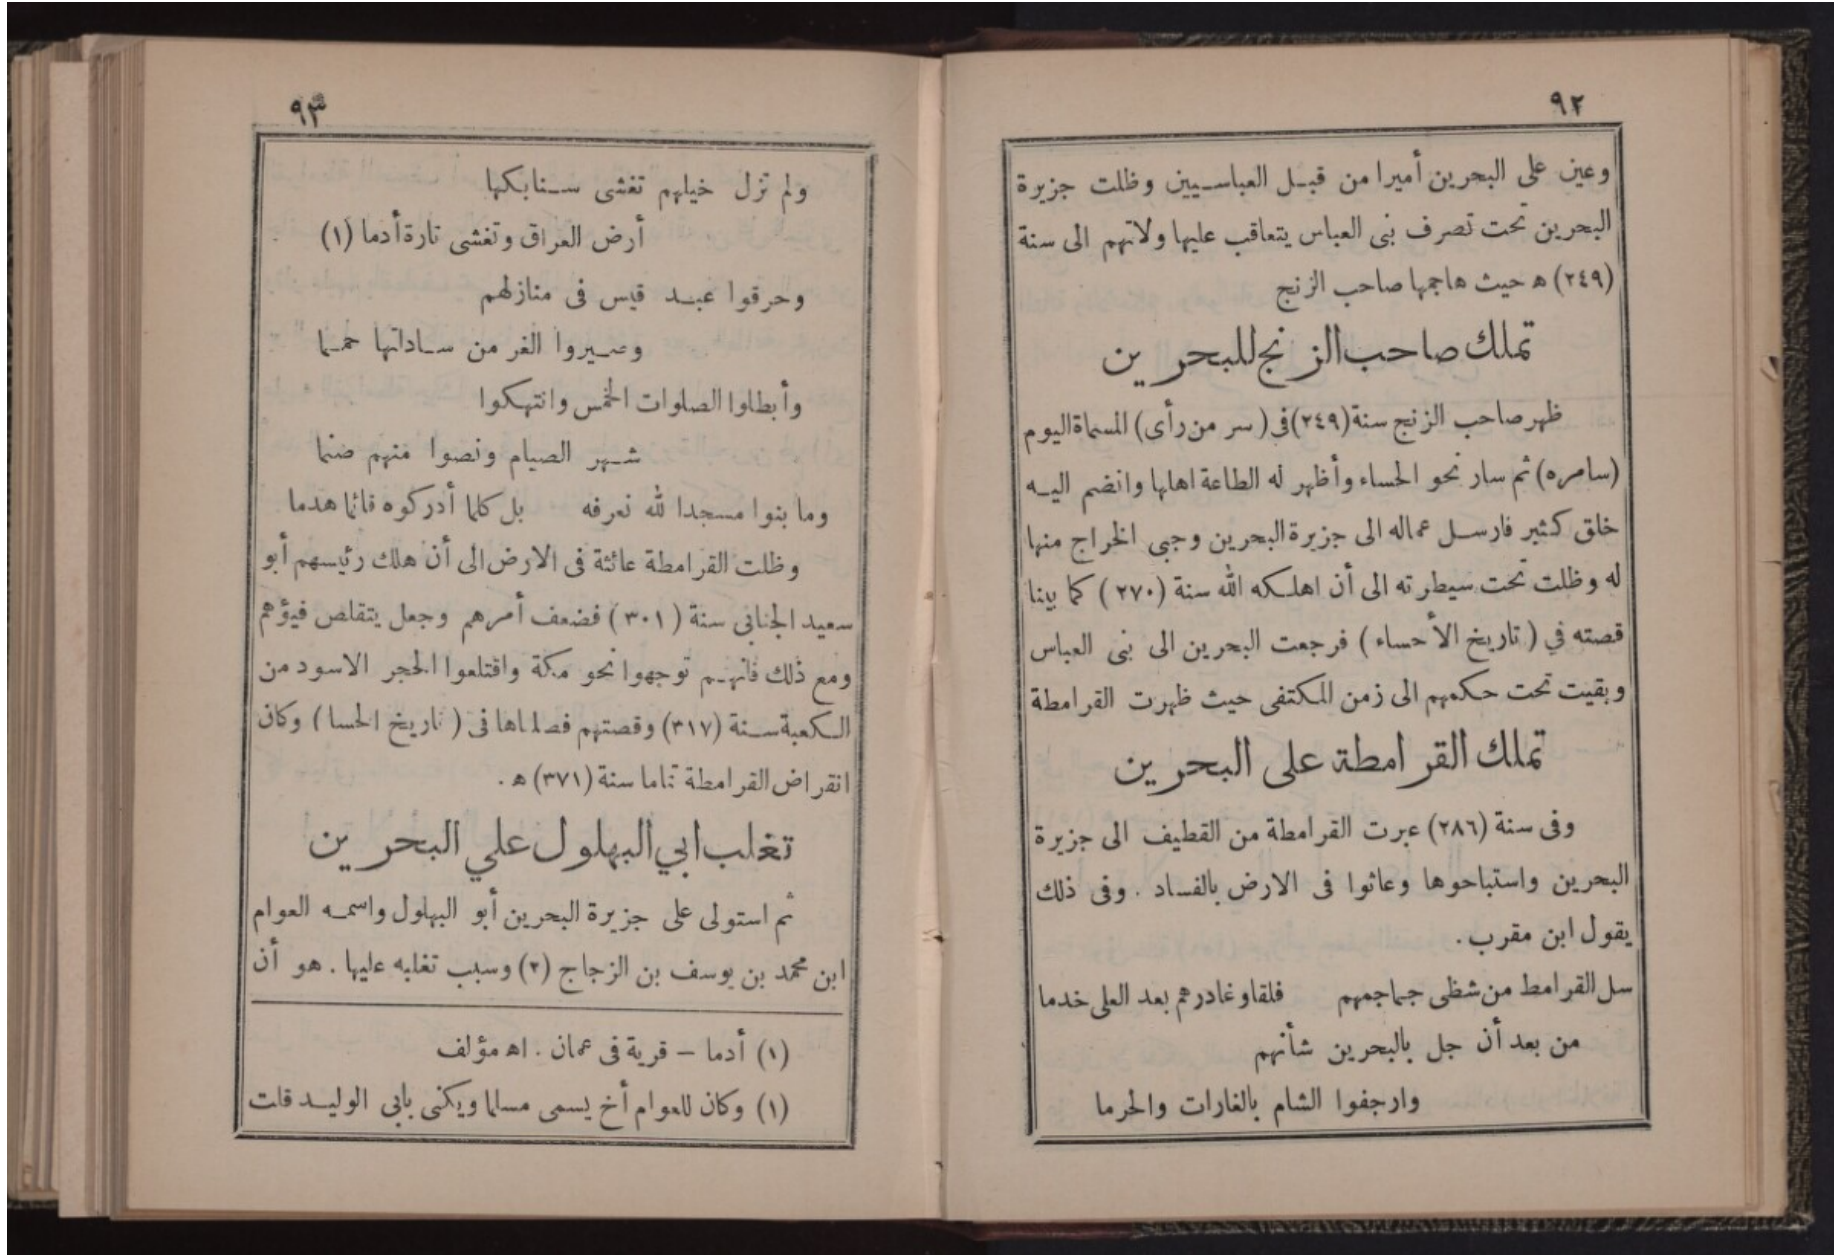 ٩٢
وعين على البحرين أميرا من قبل العباسيين وظلت جزيرة
البحرين تحت تصرف بنى العباس يتعاقب عليها ولاتهم الى سنة
(٢٤٩) ه حيث هاجمها صاحب الزنج
تملك صاحب الزنج للبحرين
ظهر صاحب الزنج سنة (٢٤٩) في (سر من رأى) المسماة اليوم
(سامره) ثم سار نحو الحساء وأظهر له الطاعة اهلها وانضم اليه
خلق كثير فارسل عماله الى جزيرة البحرين وجبى الخراج منها
له وظلت تحت سيطرته الى أن اهلكه الله سنة (٢٧٠) كما بينا
قصته في (تاريخ الأحساء) فرجعت البحرين الى بنى العباس
وبقيت تحت حكمهم الى زمن المكتفى حيث ظهرت القرامطة
تملك القرامطة على البحرين
وفى سنة (٢٨٦) عبرت القرامطة من القطيف الى جزيرة
البحرين واستباحوها وعاثوا فى الارض بالفساد . وفى ذلك
يقول ابن مقرب .
سل القرامط من شظى جماجمهم فلقا وغادرهم بعد العلى خدما
من بعد أن جل بالبحرين شأنهم
وارجفوا الشام بالغارات والحرما
٩٣
ولم تزل خيلهم تغشى سنابكها
أرض العراق وتغشى تارة أدما (١)
وحرقوا عبد قيس فى منازلهم
وصيروا الغر من ساداتها حمما
وأبطلوا الصلوات الخمس وانتهكوا
شهر الصيام ونصوا منهم صنما
وما بنوا مسجدا لله نعرفه بل كلما أدركوه قائما هدما
وظلت القرامطة عائثة فى الارض الى أن هلك رئيسهم أبو
سعيد الجنابى سنة (٣٠١) فضعف أمرهم وجعل يتقلص فيؤهم
ومع ذلك فانهم توجهوا نحو مكة واقتلعوا الحجر الاسود من
الكعبة سنة (٣١٧) وقصتهم فصلناها فى (تاريخ الحسا) وكان
انقراض القرامطة تماما سنة (٣٧١) ه .
تغلب ابي البهلول علي البحرين
ثم استولى على جزيرة البحرين أبو البهلول واسمه العوام
ابن محمد بن يوسف بن الزجاج (٢) وسبب تغلبه عليها . هو أن
(١) أدما – قرية فى عمان . اه مؤلف
(١) وكان للعوام أخ يسمى مسلما ويكنى بابى الوليد قلت